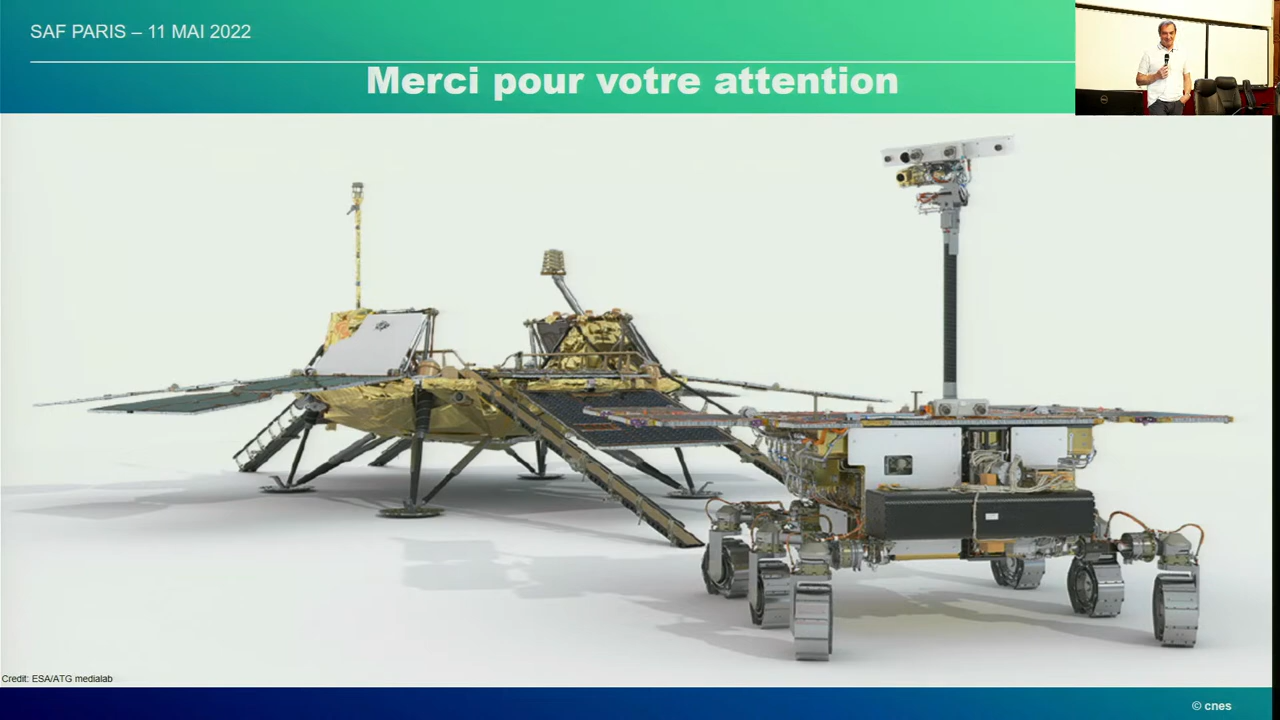 SAF PARIS – 11 MAI 2022
Merci pour votre attention
Credit: ESA/ATG medialab
© cnes